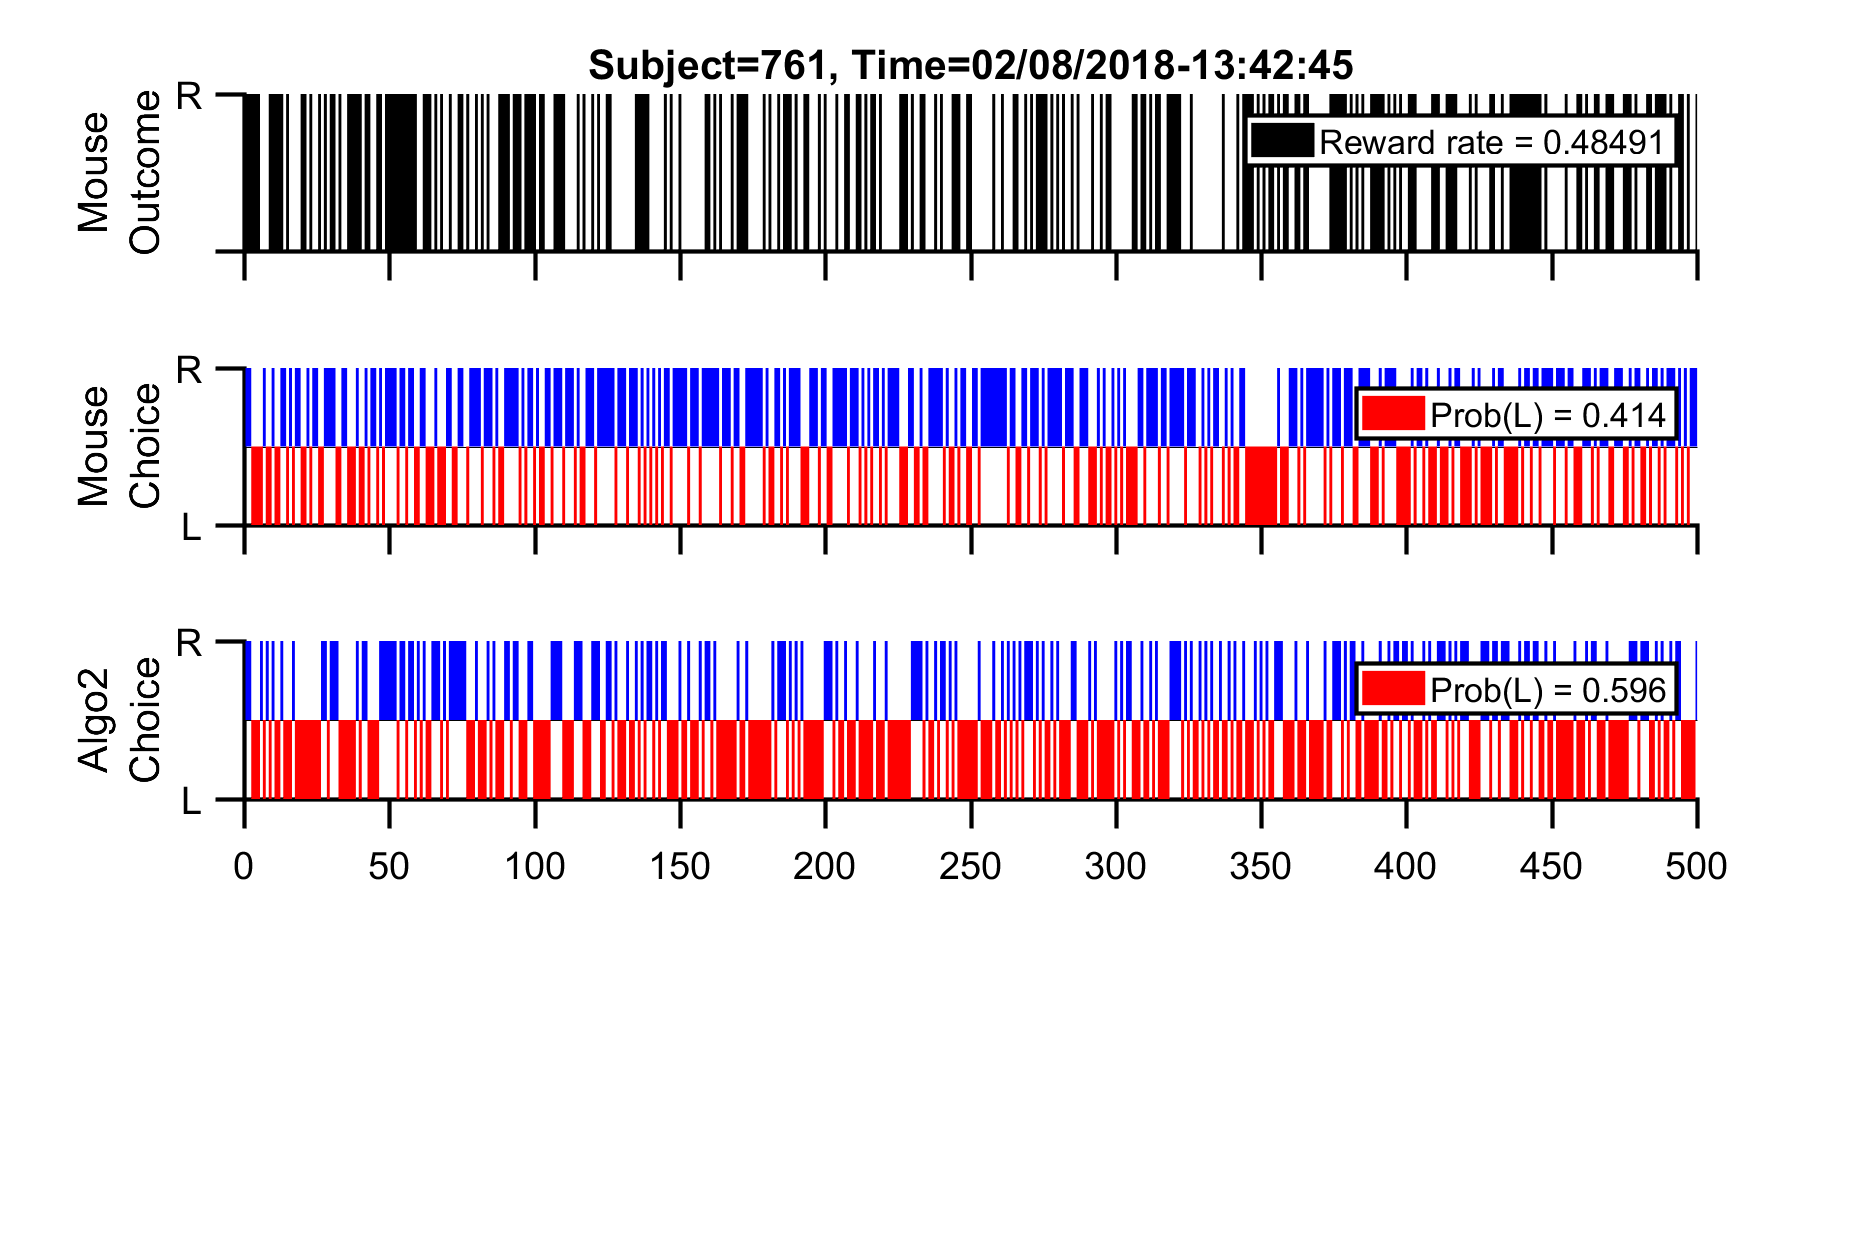 Subject=761, Time=02/08/2018-13:42:45
Mouse
Outcome
R
Reward rate = 0.48491
Mouse
Choice
R
L
Prob(L) = 0.414
Algo2
Choice
R
L
Prob(L) = 0.596
0 50 100 150 200 250 300 350 400 450 500